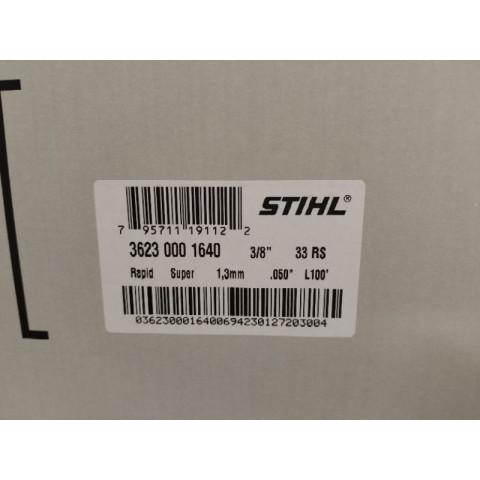 STIHL®
7 95711 19112 2
3623 000 1640 3/8" 33 RS
Rapid Super 1,3mm .050" L100'
0362300016400694230127203004